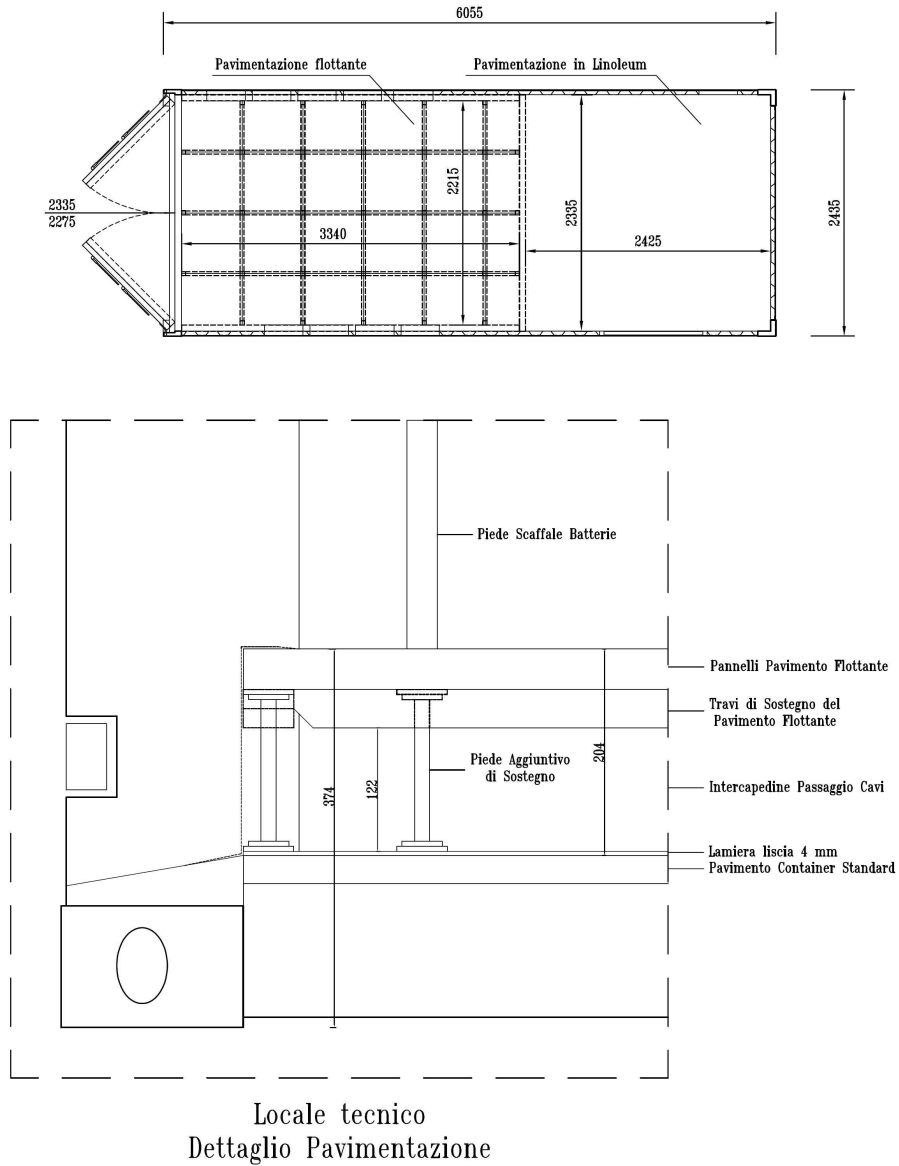 6055
Pavimentazione flottante
Pavimentazione in Linoleum
2335
2275
3340
2215
2335
2425
2435
Piede Scaffale Batterie
Pannelli Pavimento Flottante
Travi di Sostegno del
Pavimento Flottante
Piede Aggiuntivo
di Sostegno
374
122
204
Intercapedine Passaggio Cavi
Lamiera liscia 4 mm
Pavimento Container Standard
Locale tecnico
Dettaglio Pavimentazione